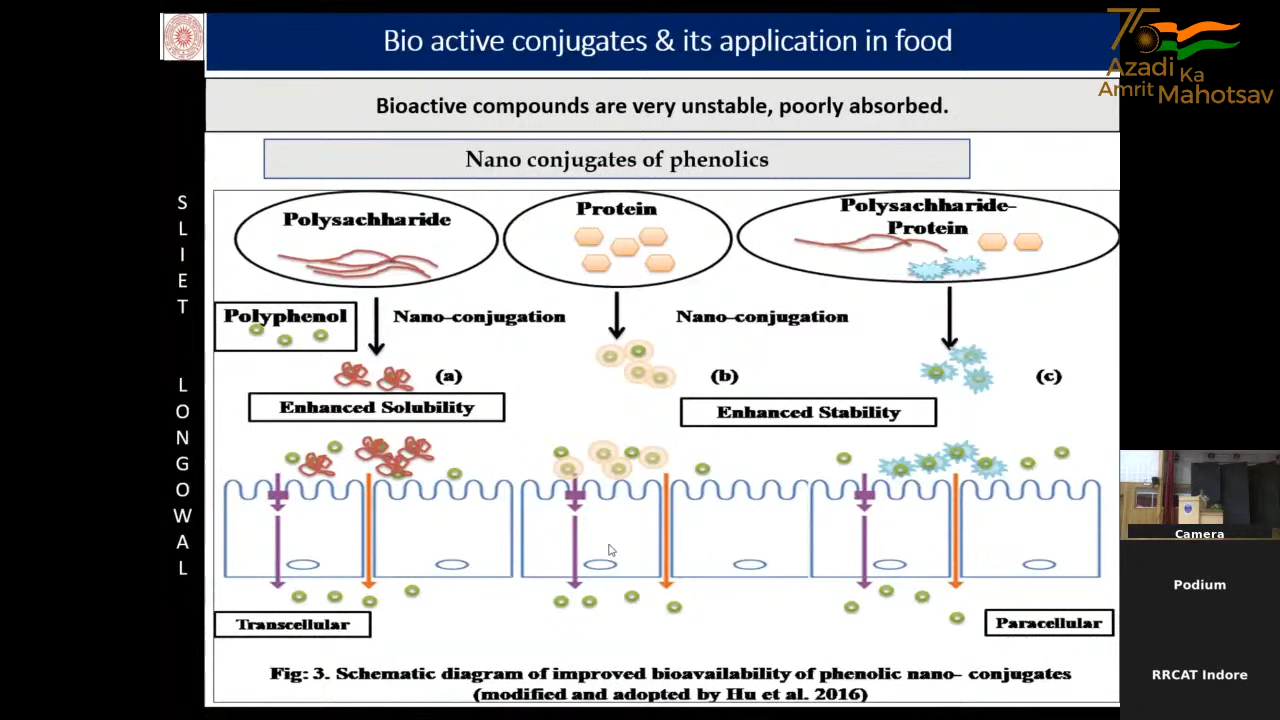 Bio active conjugates & its application in food
75
Azadi Ka
Amrit Mahotsav
Bioactive compounds are very unstable, poorly absorbed.
Nano conjugates of phenolics
SLIET
LONGOWAL
Polysachharide
Protein
Polysachharide-
Protein
Polyphenol
Nano-conjugation
Nano-conjugation
(a)
(b)
(c)
Enhanced Solubility
Enhanced Stability
Transcellular
Paracellular
Fig: 3. Schematic diagram of improved bioavailability of phenolic nano- conjugates
(modified and adopted by Hu et al. 2016)
Camera
Podium
RRCAT Indore